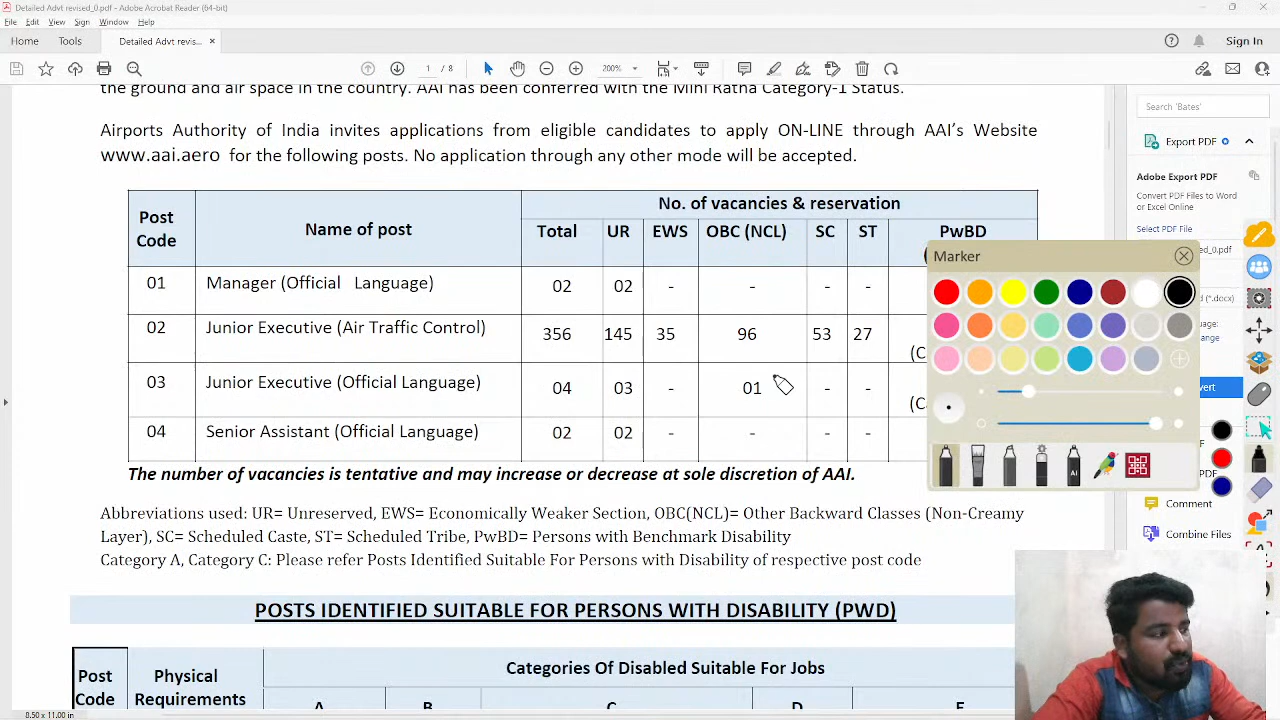 Detailed Advt revised_0.pdf - Adobe Acrobat Reader (64-bit)
File Edit View Sign Window Help
Home Tools Detailed Advt revis... × Sign In
1 / 8 200%
the ground and air space in the country. AAI has been conferred with the Mini Ratna Category-1 Status.
Airports Authority of India invites applications from eligible candidates to apply ON-LINE through AAI's Website
www.aai.aero for the following posts. No application through any other mode will be accepted.
Post Code Name of post No. of vacancies & reservation
Total UR EWS OBC (NCL) SC ST PwBD
01 Manager (Official Language) 02 02 - - - -
02 Junior Executive (Air Traffic Control) 356 145 35 96 53 27
03 Junior Executive (Official Language) 04 03 - 01 - -
04 Senior Assistant (Official Language) 02 02 - - - -
The number of vacancies is tentative and may increase or decrease at sole discretion of AAI.
Abbreviations used: UR= Unreserved, EWS= Economically Weaker Section, OBC(NCL)= Other Backward Classes (Non-Creamy
Layer), SC= Scheduled Caste, ST= Scheduled Tribe, PwBD= Persons with Benchmark Disability
Category A, Category C: Please refer Posts Identified Suitable For Persons with Disability of respective post code
POSTS IDENTIFIED SUITABLE FOR PERSONS WITH DISABILITY (PWD)
Post Code Physical Requirements Categories Of Disabled Suitable For Jobs
A B C D E
8.50 x 11.00 in
Search 'Bates'
Export PDF
Adobe Export PDF
Convert PDF Files to Word
or Excel Online
Select PDF File
Marker
AI
Comment
Combine Files